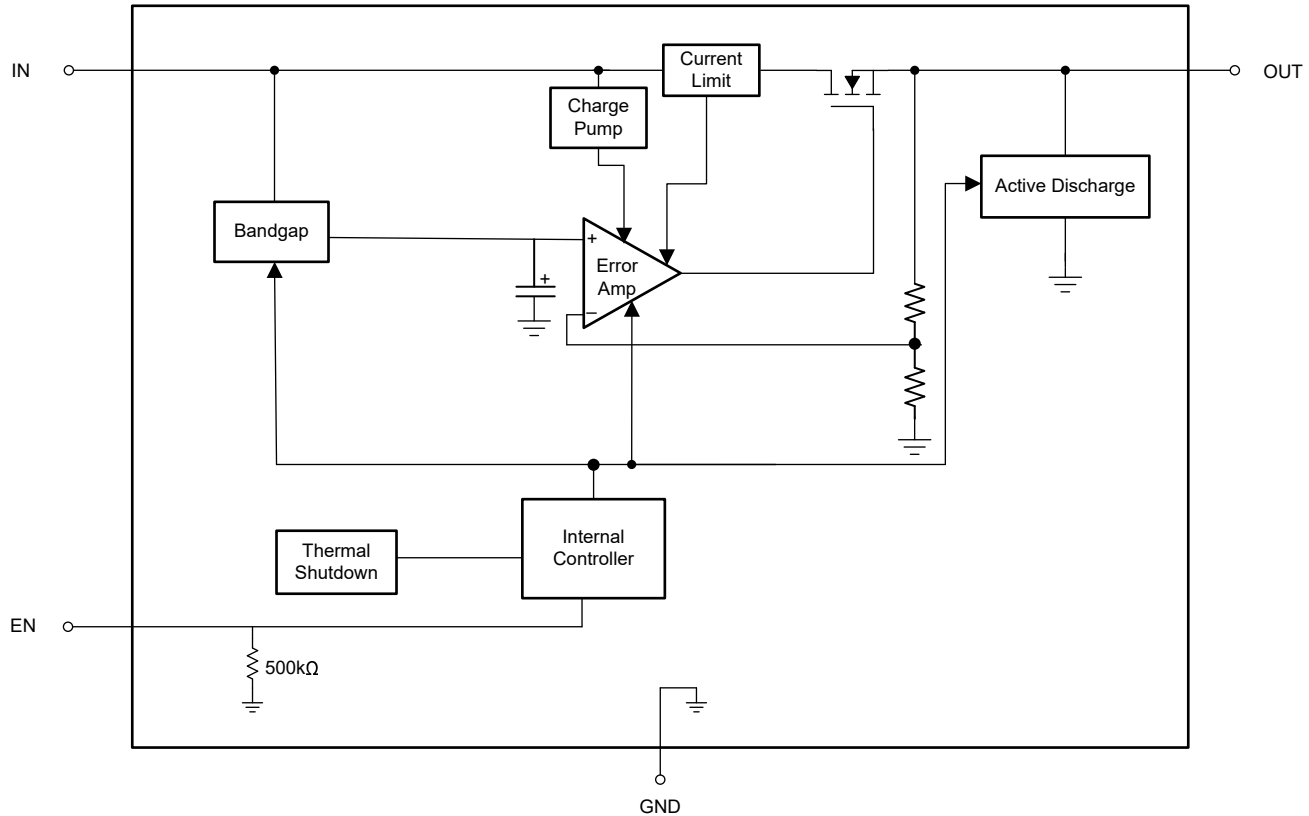 IN
OUT
Current
Limit
Charge
Pump
Active Discharge
Bandgap
+
Error
Amp
+
−
Internal
Controller
Thermal
Shutdown
EN
500kΩ
GND